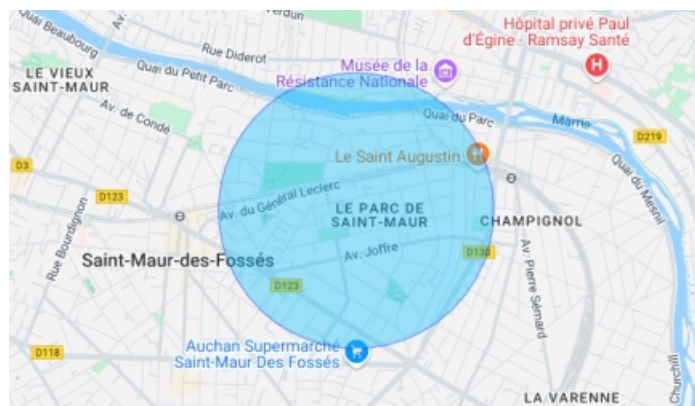 Quai Beaubourg
Av.
Verdun
Rue Diderot
Hôpital privé Paul
d'Égine - Ramsay Santé
H
LE VIEUX
SAINT-MAUR
Quai du Petit Parc
Musée de la
Résistance Nationale
Av. de Condé
Quai du Parc
Marne
D219
D3
Le Saint Augustin
Quai du Mesnil
D123
Av. du Général Leclerc
LE PARC DE
SAINT-MAUR
CHAMPIGNOL
Rue Bourdignon
Saint-Maur-des-Fossés
Av. Joffre
D130
Av. Pierre Sémard
D123
D118
Auchan Supermarché
Saint-Maur Des Fossés
Churchill
LA VARENNE